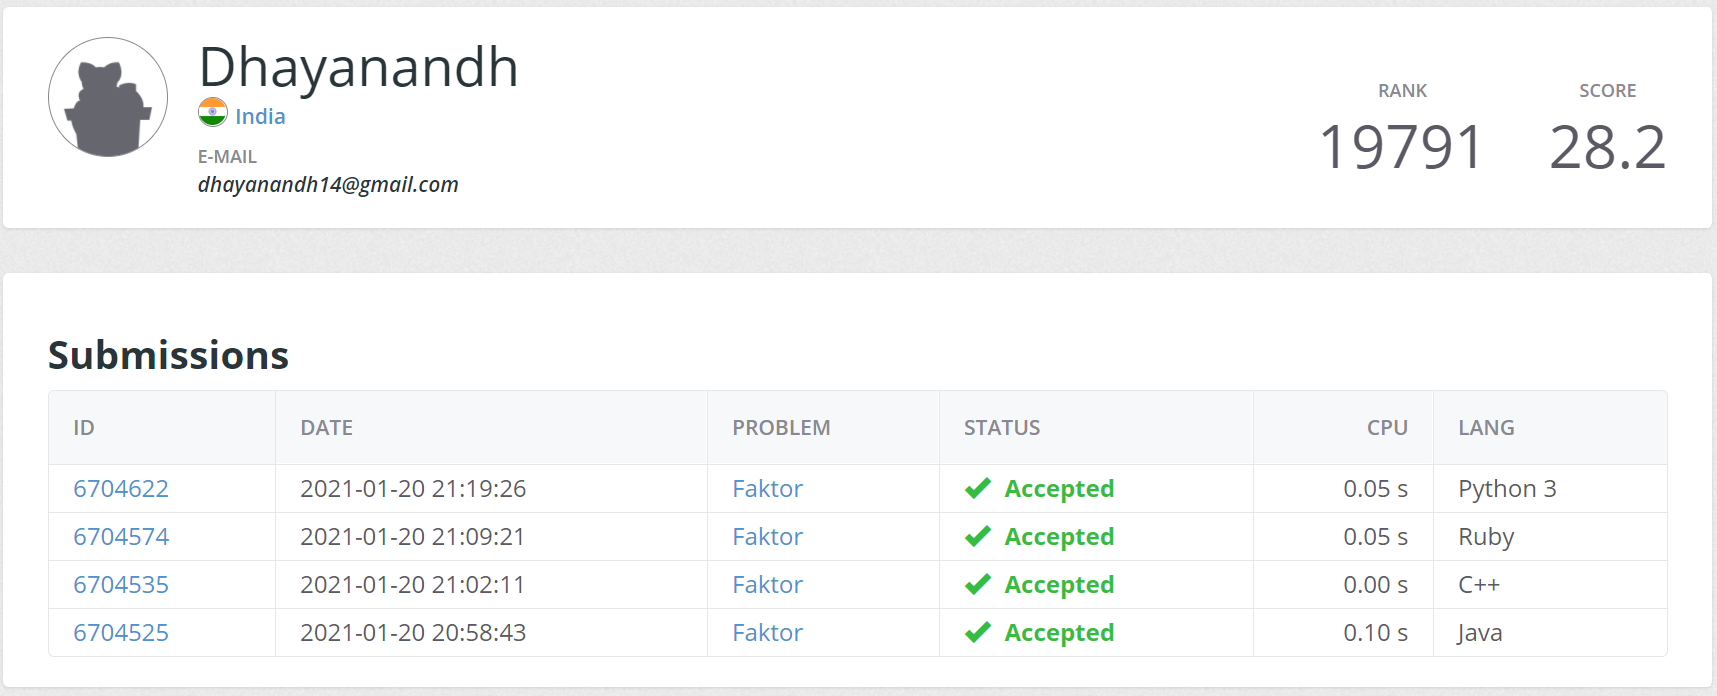 Dhayanandh
India
E-MAIL
dhayanandh14@gmail.com
RANK SCORE
19791 28.2
Submissions
ID DATE PROBLEM STATUS CPU LANG
6704622 2021-01-20 21:19:26 Faktor Accepted 0.05 s Python 3
6704574 2021-01-20 21:09:21 Faktor Accepted 0.05 s Ruby
6704535 2021-01-20 21:02:11 Faktor Accepted 0.00 s C++
6704525 2021-01-20 20:58:43 Faktor Accepted 0.10 s Java